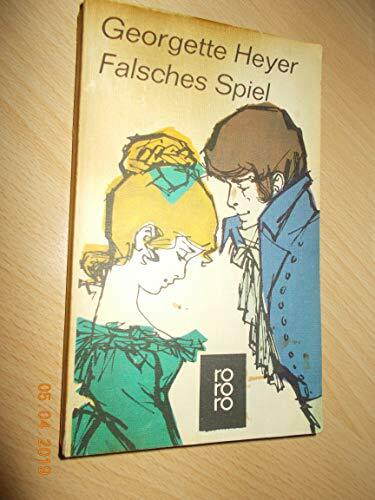 Georgette Heyer
Falsches Spiel
ro
ro
ro
05 04 2019